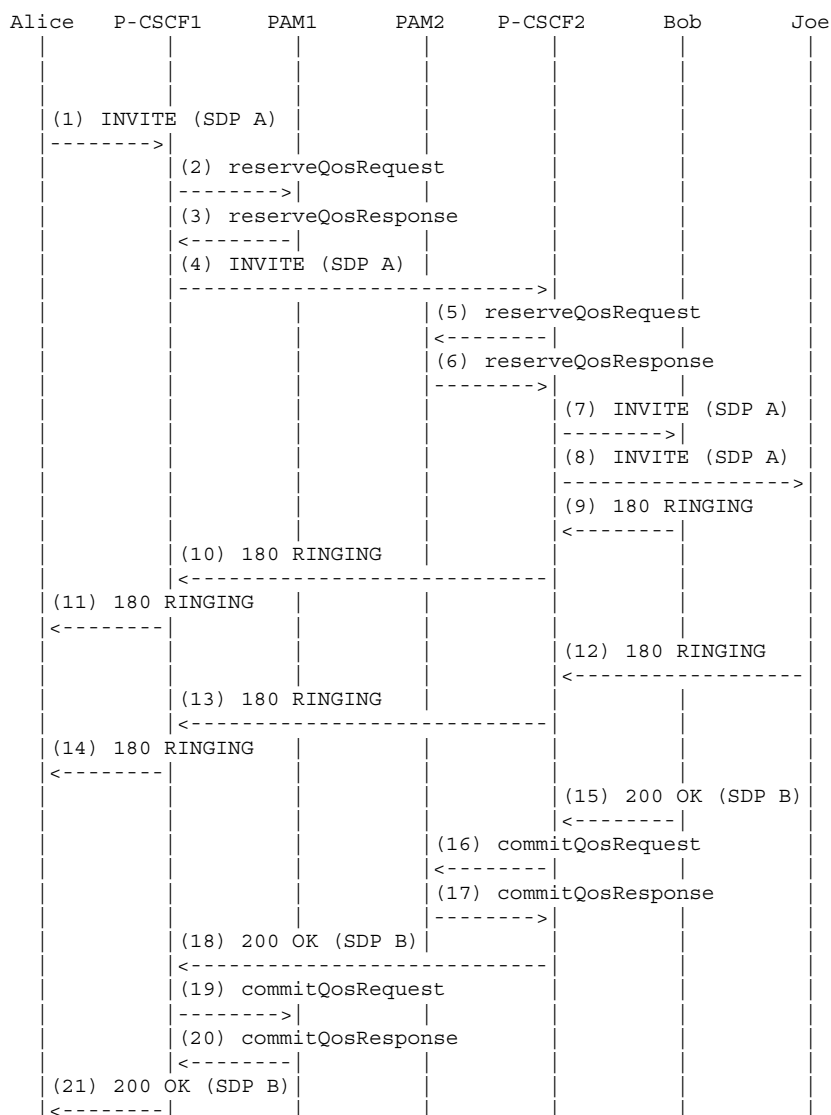 Alice P-CSCF1 PAM1 PAM2 P-CSCF2 Bob Joe
(1) INVITE (SDP A)
(2) reserveQosRequest
(3) reserveQosResponse
(4) INVITE (SDP A)
(5) reserveQosRequest
(6) reserveQosResponse
(7) INVITE (SDP A)
(8) INVITE (SDP A)
(9) 180 RINGING
(10) 180 RINGING
(11) 180 RINGING
(12) 180 RINGING
(13) 180 RINGING
(14) 180 RINGING
(15) 200 OK (SDP B)
(16) commitQosRequest
(17) commitQosResponse
(18) 200 OK (SDP B)
(19) commitQosRequest
(20) commitQosResponse
(21) 200 OK (SDP B)